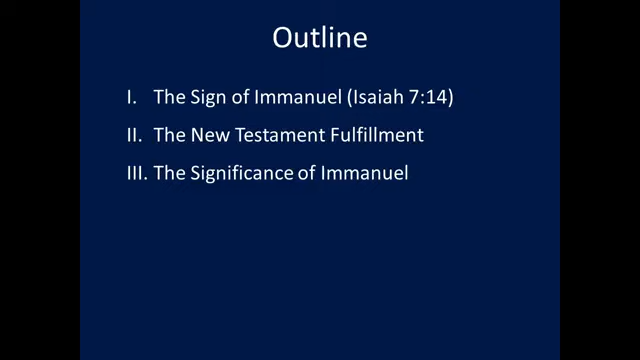 Outline
I. The Sign of Immanuel (Isaiah 7:14)
II. The New Testament Fulfillment
III. The Significance of Immanuel